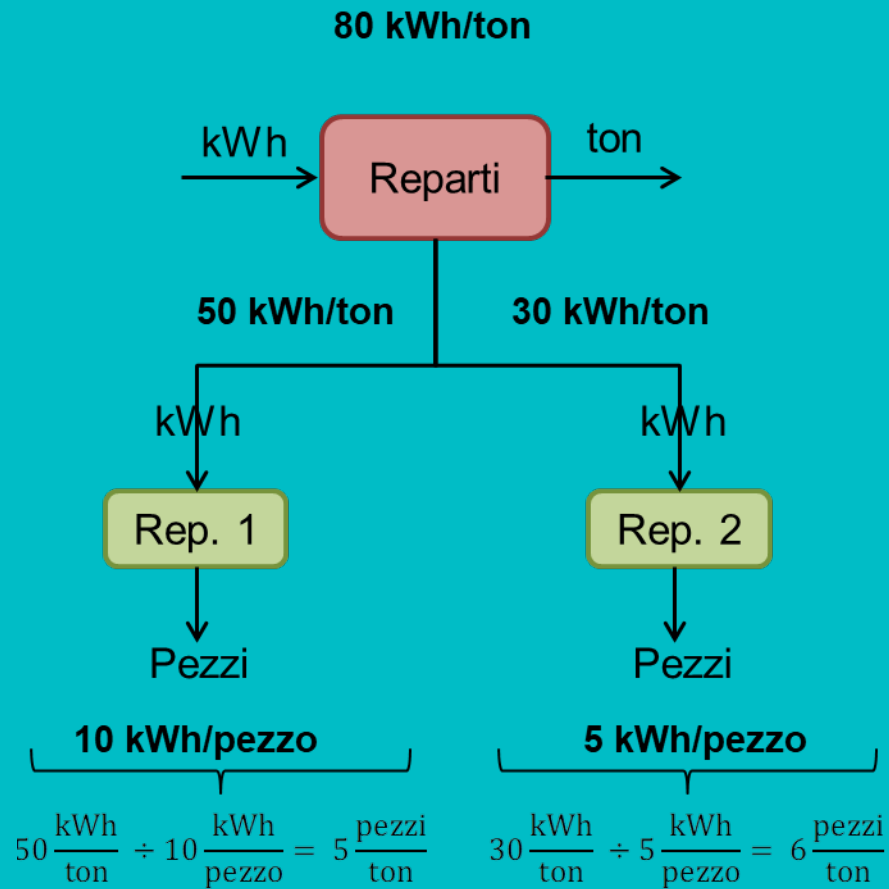 80 kWh/ton
kWh
Reparti
ton
50 kWh/ton
30 kWh/ton
kWh
kWh
Rep. 1
Rep. 2
Pezzi
Pezzi
10 kWh/pezzo
5 kWh/pezzo
50 kWh/ton ÷ 10 kWh/pezzo = 5 pezzi/ton
30 kWh/ton ÷ 5 kWh/pezzo = 6 pezzi/ton